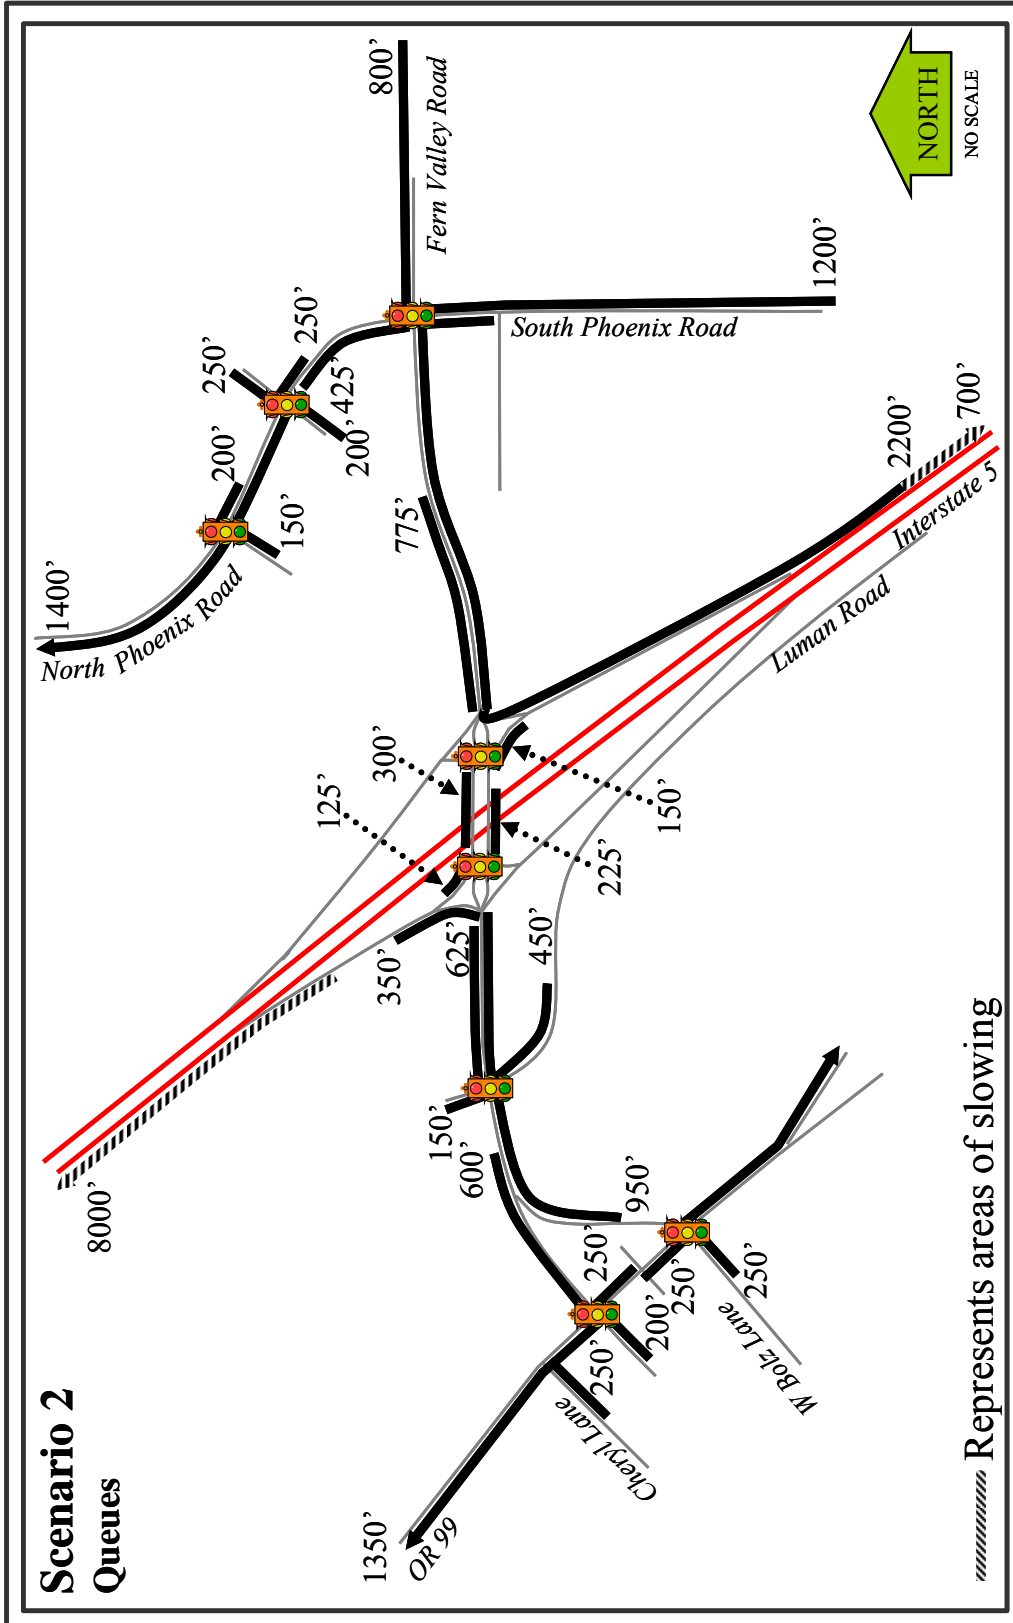 Scenario 2
Queues
1350’
OR 99
Cheryl Lane
250’
200’
250’
250’
W Bolz Lane
250’
950’
600’
150’
450’
625’
350’
8000’
125’
300’
225’
150’
775’
2200’
700’
Interstate 5
Luman Road
1400’
North Phoenix Road
150’
200’
200’
250’
425’
250’
800’
Fern Valley Road
South Phoenix Road
1200’
NORTH
NO SCALE
Represents areas of slowing